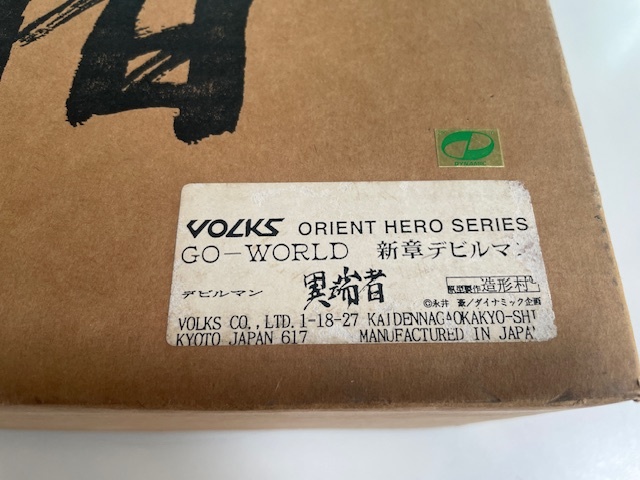 DYNAMIC
VOLKS ORIENT HERO SERIES
GO-WORLD 新章デビルマン
デビルマン 異端者 原型製作 造形村
©永井 豪/ダイナミック企画
VOLKS CO.,LTD.1-18-27 KAIDENNAGAOKAKYO-SHI
KYOTO JAPAN 617 MANUFACTURED IN JAPAN